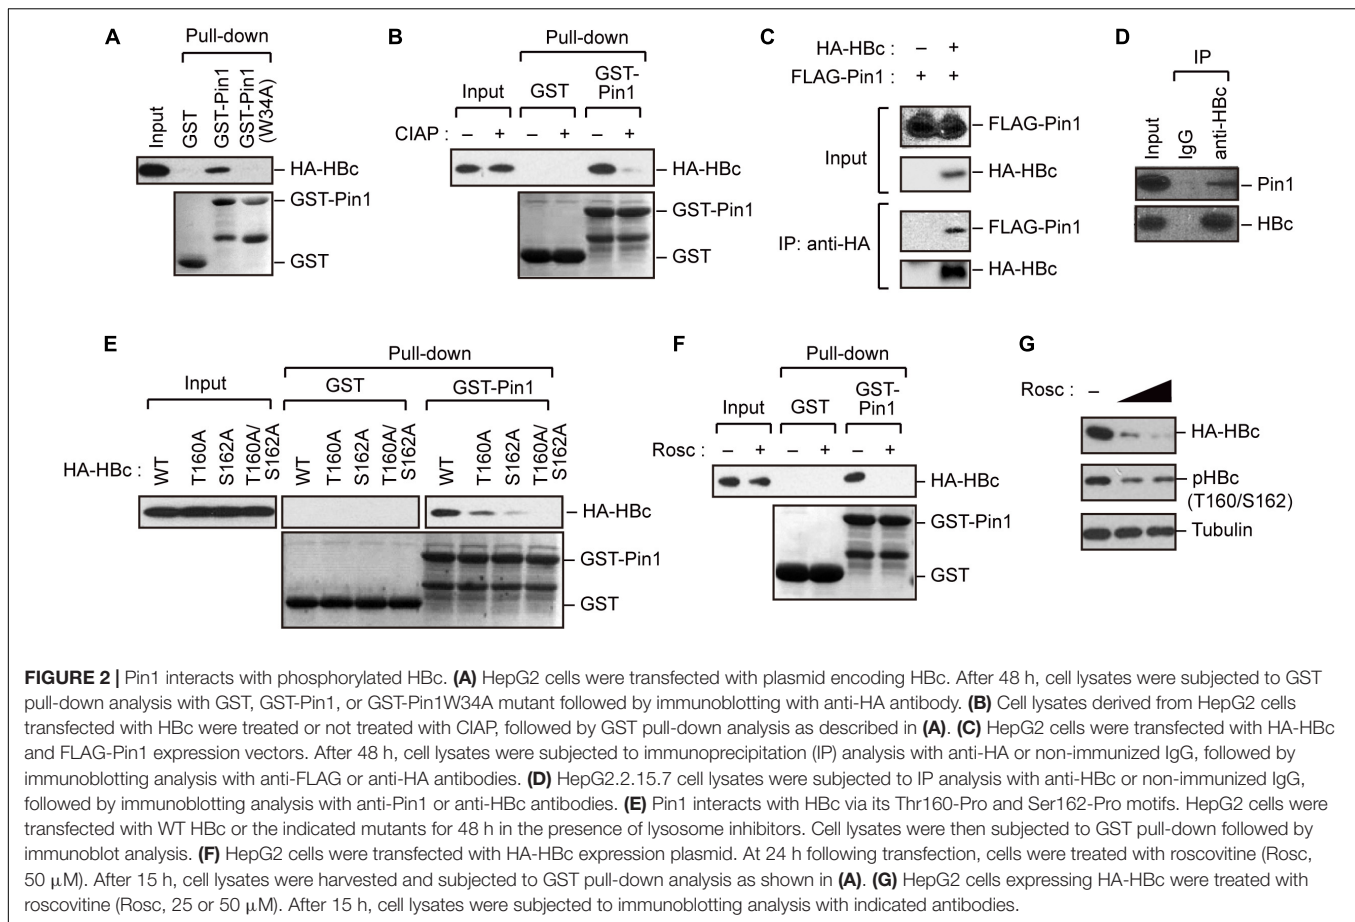 A
Pull-down
Input
GST
GST-Pin1
GST-Pin1
(W34A)
HA-HBc
GST-Pin1
GST
B
Pull-down
Input
GST
GST-
Pin1
CIAP : – + – + – +
HA-HBc
GST-Pin1
GST
C
HA-HBc : – +
FLAG-Pin1 : + +
Input
FLAG-Pin1
HA-HBc
IP: anti-HA
FLAG-Pin1
HA-HBc
D
IP
Input
IgG
anti-HBc
Pin1
HBc
E
Pull-down
Input
GST
GST-Pin1
HA-HBc :
WT
T160A
S162A
T160A/
S162A
WT
T160A
S162A
T160A/
S162A
WT
T160A
S162A
T160A/
S162A
HA-HBc
GST-Pin1
GST
F
Pull-down
Input
GST
GST-
Pin1
Rosc : – + – + – +
HA-HBc
GST-Pin1
GST
G
Rosc : –
HA-HBc
pHBc
(T160/S162)
Tubulin
FIGURE 2 | Pin1 interacts with phosphorylated HBc. (A) HepG2 cells were transfected with plasmid encoding HBc. After 48 h, cell lysates were subjected to GST
pull-down analysis with GST, GST-Pin1, or GST-Pin1W34A mutant followed by immunoblotting with anti-HA antibody. (B) Cell lysates derived from HepG2 cells
transfected with HBc were treated or not treated with CIAP, followed by GST pull-down analysis as described in (A). (C) HepG2 cells were transfected with HA-HBc
and FLAG-Pin1 expression vectors. After 48 h, cell lysates were subjected to immunoprecipitation (IP) analysis with anti-HA or non-immunized IgG, followed by
immunoblotting analysis with anti-FLAG or anti-HA antibodies. (D) HepG2.2.15.7 cell lysates were subjected to IP analysis with anti-HBc or non-immunized IgG,
followed by immunoblotting analysis with anti-Pin1 or anti-HBc antibodies. (E) Pin1 interacts with HBc via its Thr160-Pro and Ser162-Pro motifs. HepG2 cells were
transfected with WT HBc or the indicated mutants for 48 h in the presence of lysosome inhibitors. Cell lysates were then subjected to GST pull-down followed by
immunoblot analysis. (F) HepG2 cells were transfected with HA-HBc expression plasmid. At 24 h following transfection, cells were treated with roscovitine (Rosc,
50 μM). After 15 h, cell lysates were harvested and subjected to GST pull-down analysis as shown in (A). (G) HepG2 cells expressing HA-HBc were treated with
roscovitine (Rosc, 25 or 50 μM). After 15 h, cell lysates were subjected to immunoblotting analysis with indicated antibodies.